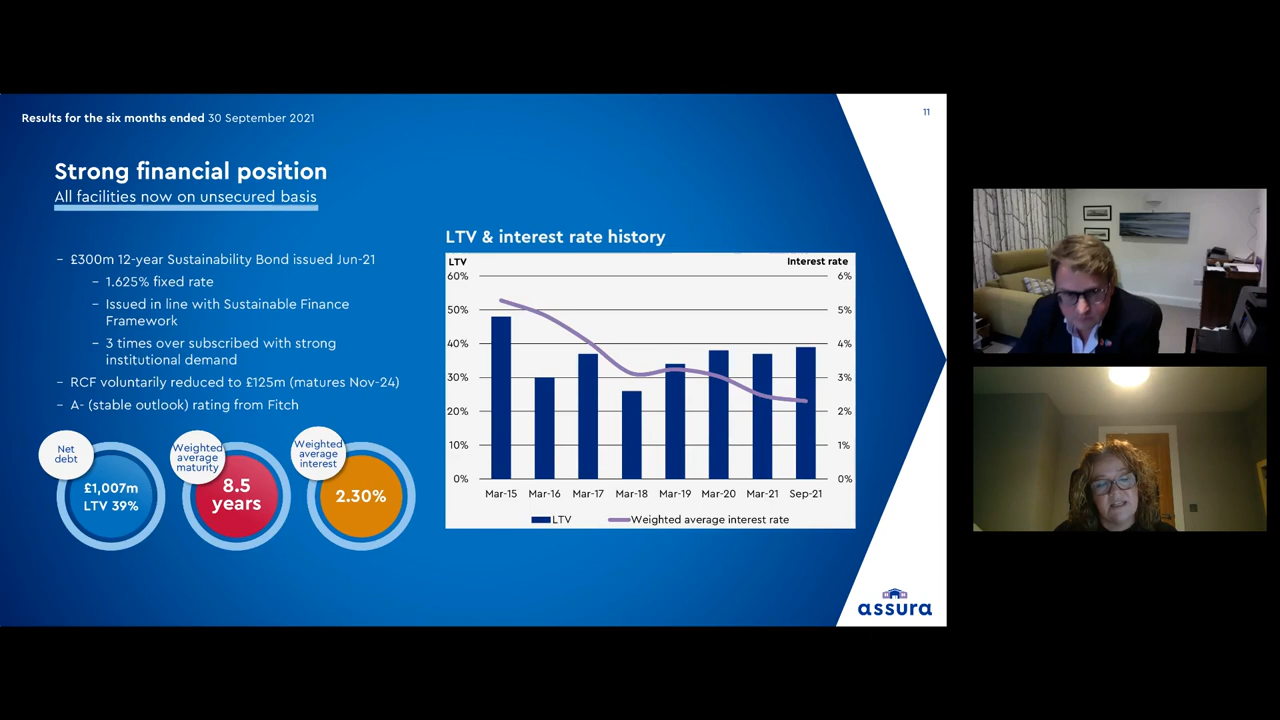 Results for the six months ended 30 September 2021
11
Strong financial position
All facilities now on unsecured basis
– £300m 12-year Sustainability Bond issued Jun-21
– 1.625% fixed rate
– Issued in line with Sustainable Finance
Framework
– 3 times over subscribed with strong
institutional demand
– RCF voluntarily reduced to £125m (matures Nov-24)
– A- (stable outlook) rating from Fitch
Net
debt
£1,007m
LTV 39%
Weighted
average
maturity
8.5
years
Weighted
average
interest
2.30%
LTV & interest rate history
LTV
Interest rate
60%
50%
40%
30%
20%
10%
0%
6%
5%
4%
3%
2%
1%
0%
Mar-15 Mar-16 Mar-17 Mar-18 Mar-19 Mar-20 Mar-21 Sep-21
LTV
Weighted average interest rate
assura